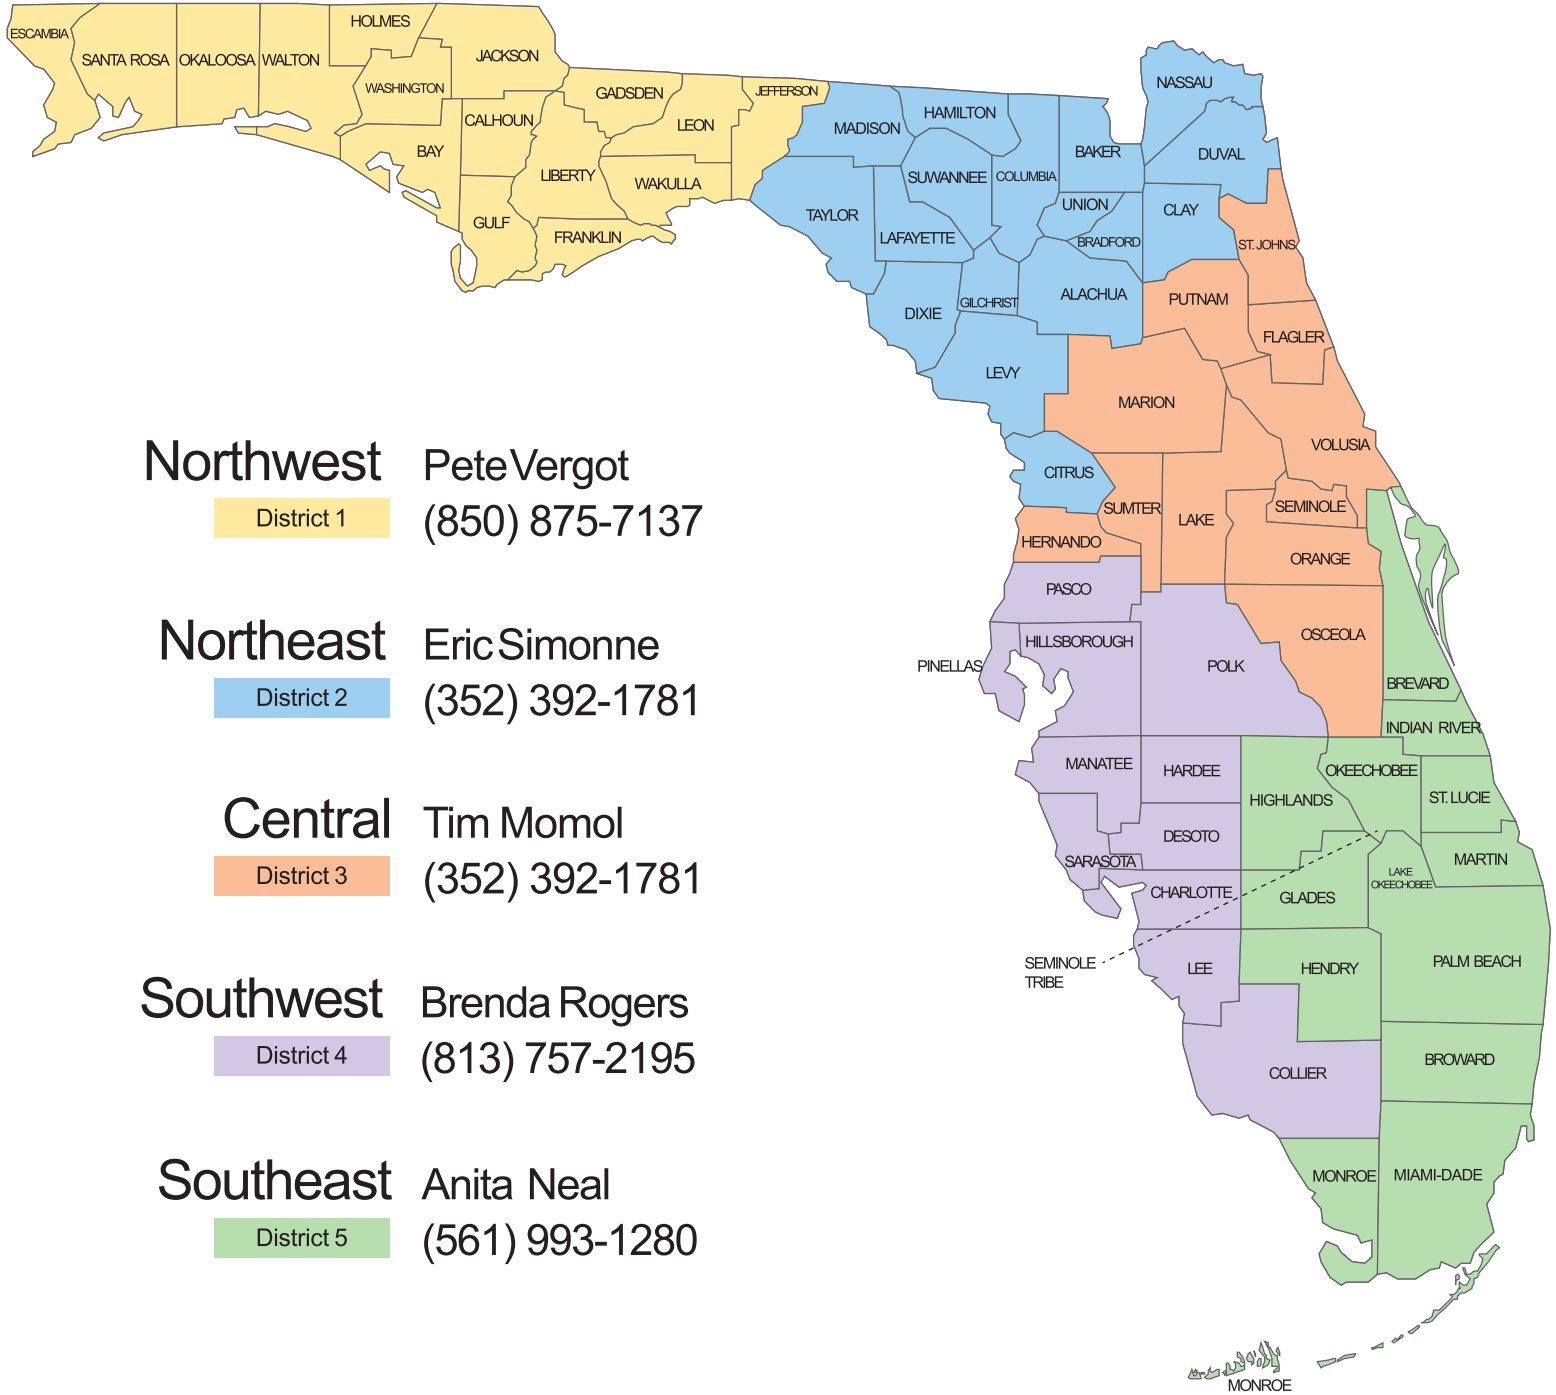 ESCAMBIA
SANTA ROSA
OKALOOSA
WALTON
HOLMES
WASHINGTON
JACKSON
BAY
CALHOUN
GULF
LIBERTY
GADSDEN
LEON
WAKULLA
FRANKLIN
JEFFERSON
MADISON
TAYLOR
HAMILTON
SUWANNEE
LAFAYETTE
DIXIE
COLUMBIA
GILCHRIST
LEVY
BAKER
UNION
BRADFORD
ALACHUA
NASSAU
DUVAL
CLAY
ST. JOHNS
PUTNAM
FLAGLER
MARION
VOLUSIA
CITRUS
SUMTER
LAKE
SEMINOLE
ORANGE
HERNANDO
PASCO
OSCEOLA
PINELLAS
HILLSBOROUGH
POLK
BREVARD
INDIAN RIVER
MANATEE
HARDEE
HIGHLANDS
OKEECHOBEE
ST. LUCIE
SARASOTA
DESOTO
MARTIN
LAKE
OKEECHOBEE
CHARLOTTE
GLADES
SEMINOLE
TRIBE
LEE
HENDRY
PALM BEACH
COLLIER
BROWARD
MONROE
MIAMI-DADE
MONROE
Northwest
Pete Vergot
District 1
(850) 875-7137
Northeast
Eric Simonne
District 2
(352) 392-1781
Central
Tim Momol
District 3
(352) 392-1781
Southwest
Brenda Rogers
District 4
(813) 757-2195
Southeast
Anita Neal
District 5
(561) 993-1280